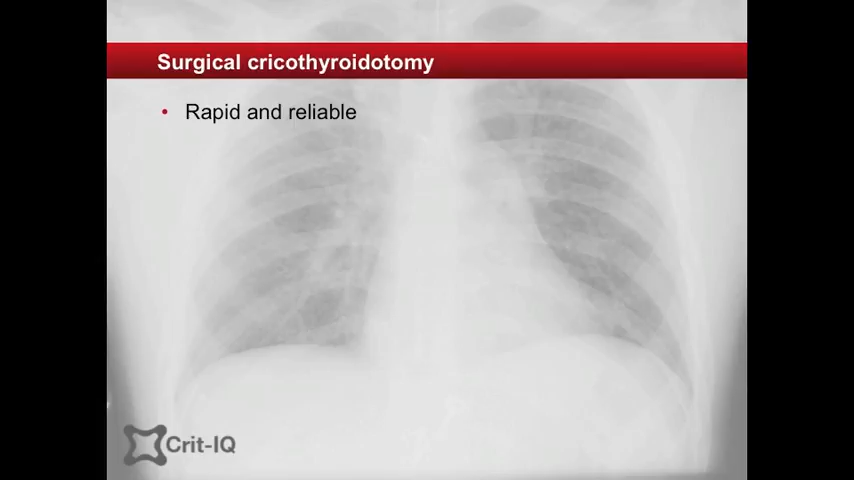 Surgical cricothyroidotomy
• Rapid and reliable
Crit-IQ